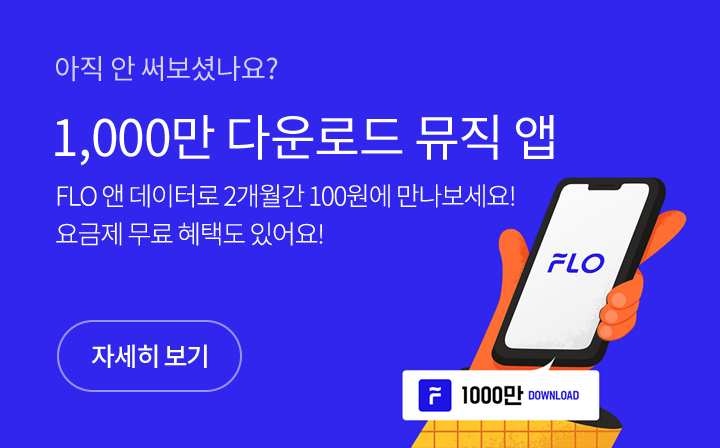 아직 안 써보셨나요?
1,000만 다운로드 뮤직 앱
FLO 앤 데이터로 2개월간 100원에 만나보세요!
요금제 무료 혜택도 있어요!
FLO
자세히 보기
F 1000만 DOWNLOAD